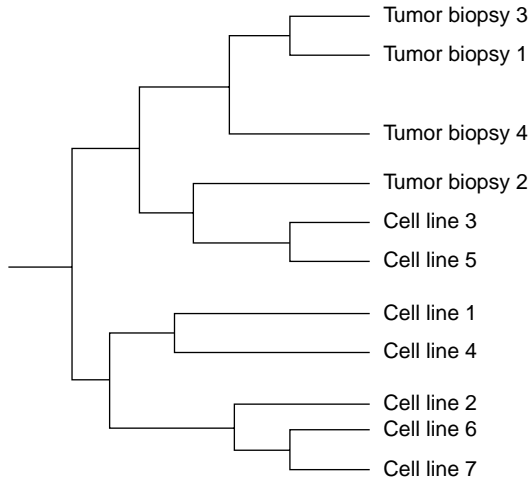 Tumor biopsy 3
Tumor biopsy 1
Tumor biopsy 4
Tumor biopsy 2
Cell line 3
Cell line 5
Cell line 1
Cell line 4
Cell line 2
Cell line 6
Cell line 7